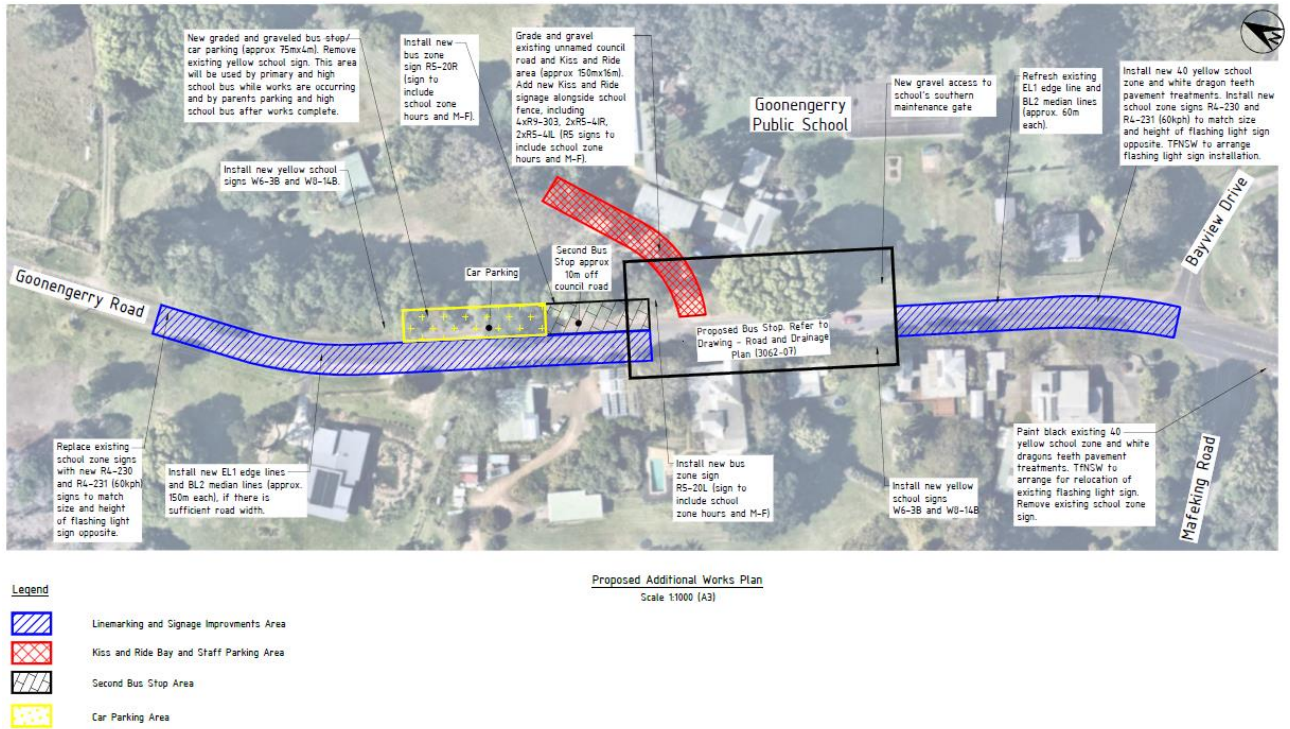 New graded and graveled bus stop/
car parking (approx 75mx4m). Remove
existing yellow school sign. This area
will be used by primary and high
school bus while works are occurring
and by parents parking and high
school bus after works complete.
Install new
bus zone
sign R5-20R
(sign to
include
school zone
hours and M-F).
Grade and gravel
existing unnamed council
road and Kiss and Ride
area (approx 150mx16m).
Add new Kiss and Ride
signage alongside school
fence, including
4xR9-303, 2xR5-41R,
2xR5-41L (R5 signs to
include school zone
hours and M-F).
Goonengerry
Public School
New gravel access to
school's southern
maintenance gate
Refresh existing
EL1 edge line and
BL2 median lines
(approx. 60m
each).
Install new 40 yellow school
zone and white dragon teeth
pavement treatments. Install new
school zone signs R4-230 and
R4-231 (60kph) to match size
and height of flashing light sign
opposite. TFNSW to arrange
flashing light sign installation.
N
Install new yellow school
signs W6-3B and W8-14B.
Bayview Drive
Goonengerry Road
Car Parking
Second Bus
Stop approx
10m off
council road
Proposed Bus Stop. Refer to
Drawing - Road and Drainage
Plan (3062-07)
Replace existing
school zone signs
with new R4-230
and R4-231 (60kph)
signs to match
size and height
of flashing light
sign opposite.
Install new EL1 edge lines
and BL2 median lines (approx.
150m each), if there is
sufficient road width.
Install new bus
zone sign
R5-20L (sign to
include school
zone hours and M-F)
Install new yellow
school signs
W6-3B and W8-14B
Paint black existing 40
yellow school zone and white
dragons teeth pavement
treatments. TfNSW to
arrange for relocation of
existing flashing light sign.
Remove existing school zone
sign.
Mafeking Road
Proposed Additional Works Plan
Scale 1:1000 (A3)
Legend
Linemarking and Signage Improvments Area
Kiss and Ride Bay and Staff Parking Area
Second Bus Stop Area
Car Parking Area